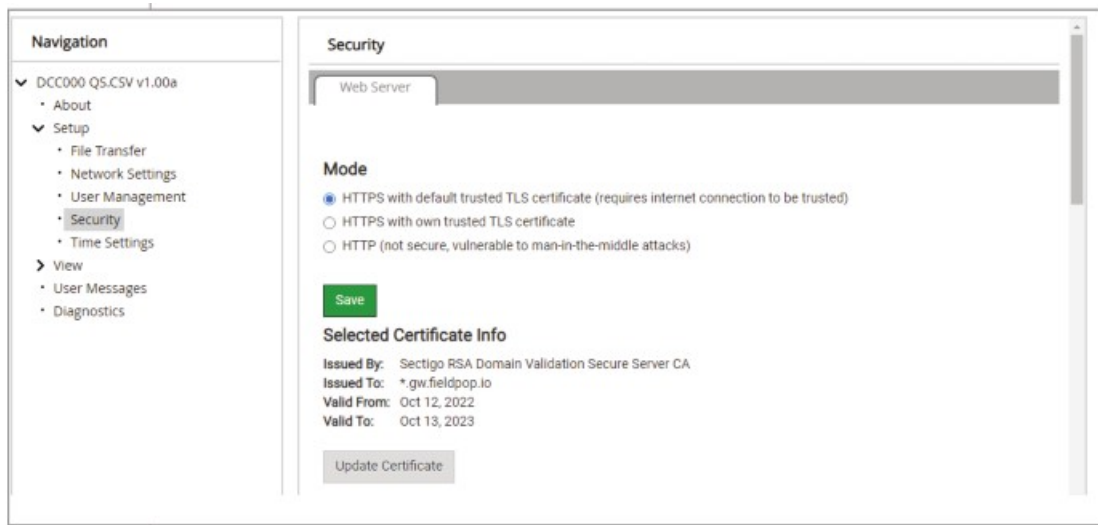 Navigation
DCC000 QS.CSV v1.00a
About
Setup
File Transfer
Network Settings
User Management
Security
Time Settings
View
User Messages
Diagnostics
Security
Web Server
Mode
HTTPS with default trusted TLS certificate (requires internet connection to be trusted)
HTTPS with own trusted TLS certificate
HTTP (not secure, vulnerable to man-in-the-middle attacks)
Save
Selected Certificate Info
Issued By: Sectigo RSA Domain Validation Secure Server CA
Issued To: *.gw.fieldpop.io
Valid From: Oct 12, 2022
Valid To: Oct 13, 2023
Update Certificate